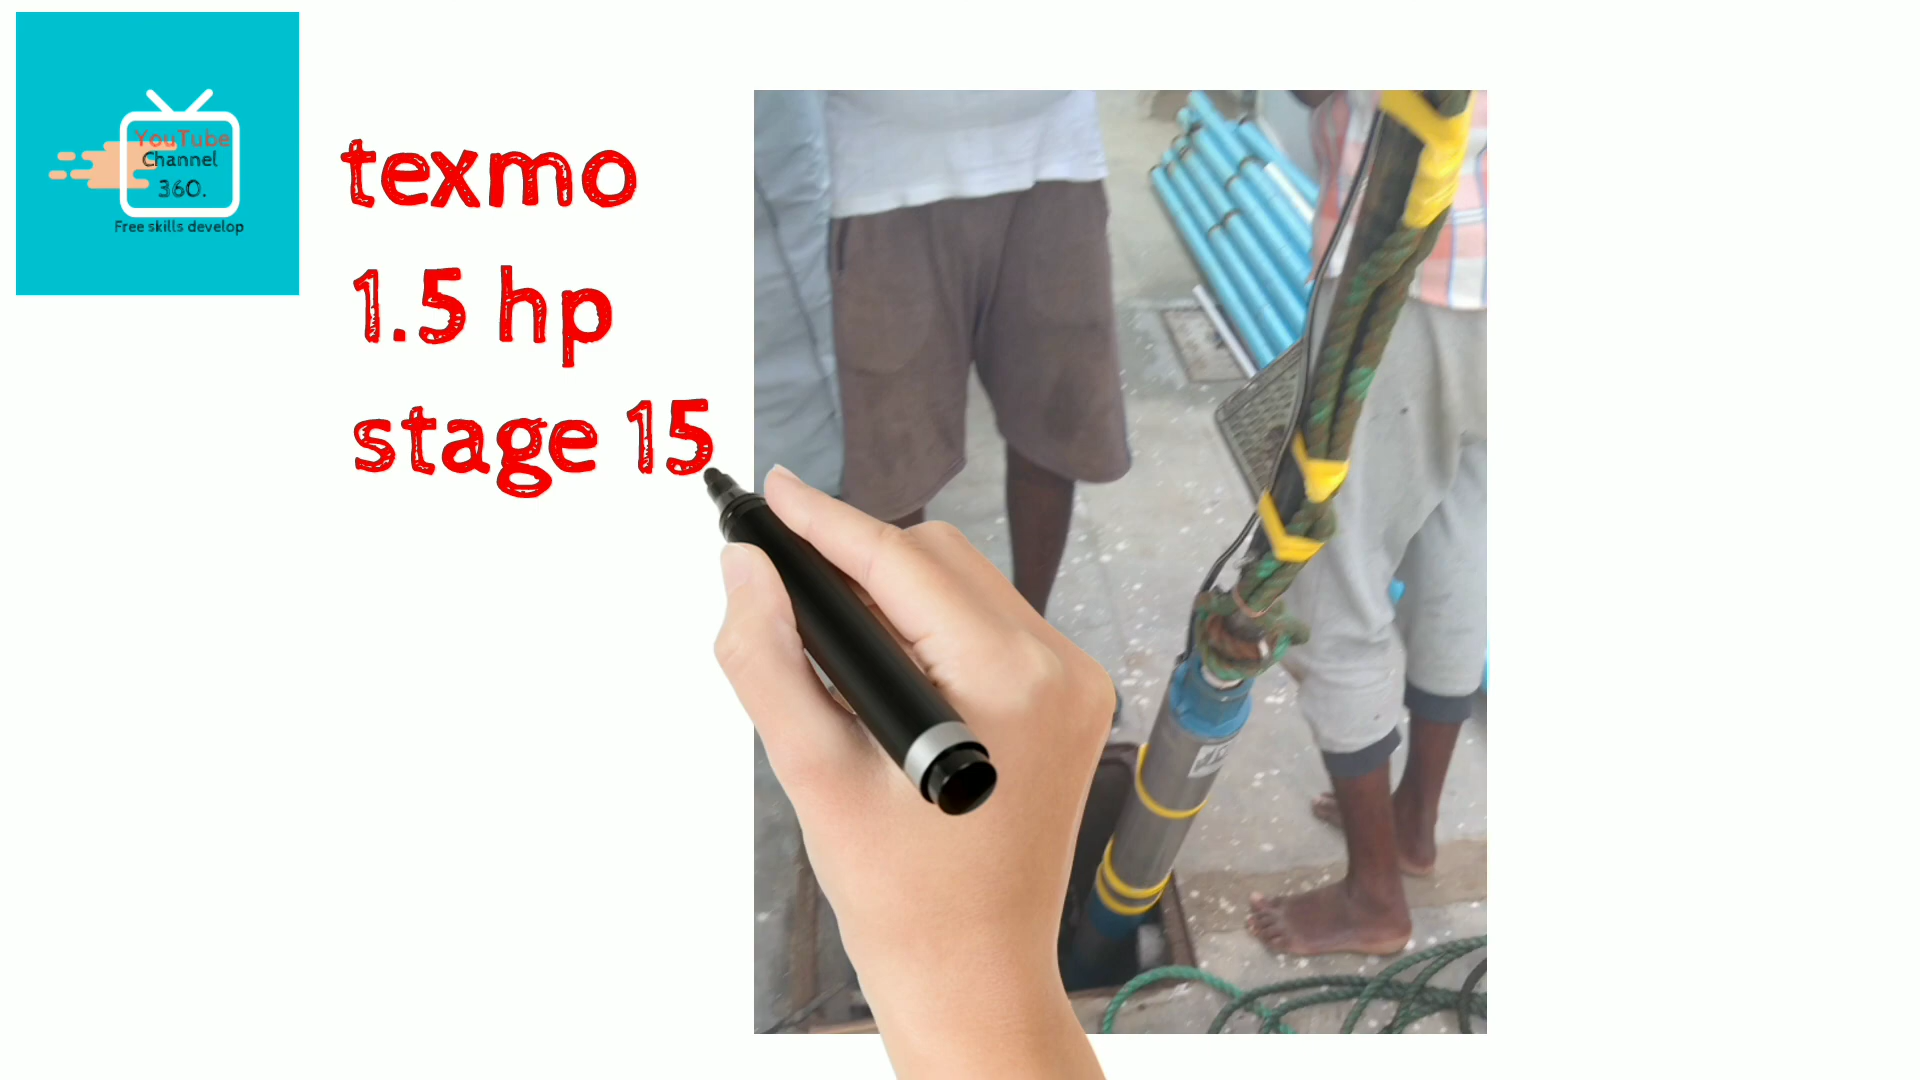 YouTube
Channel
360.
Free skills develop
texmo
1.5 hp
stage 15